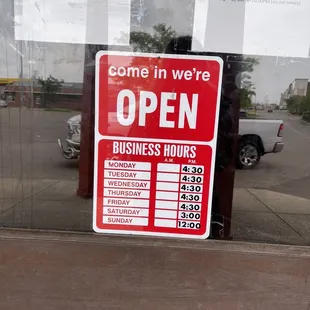 come in we're
OPEN
BUSINESS HOURS
A.M. P.M.
MONDAY 4:30
TUESDAY 4:30
WEDNESDAY 4:30
THURSDAY 4:30
FRIDAY 4:30
SATURDAY 3:00
SUNDAY 12:00